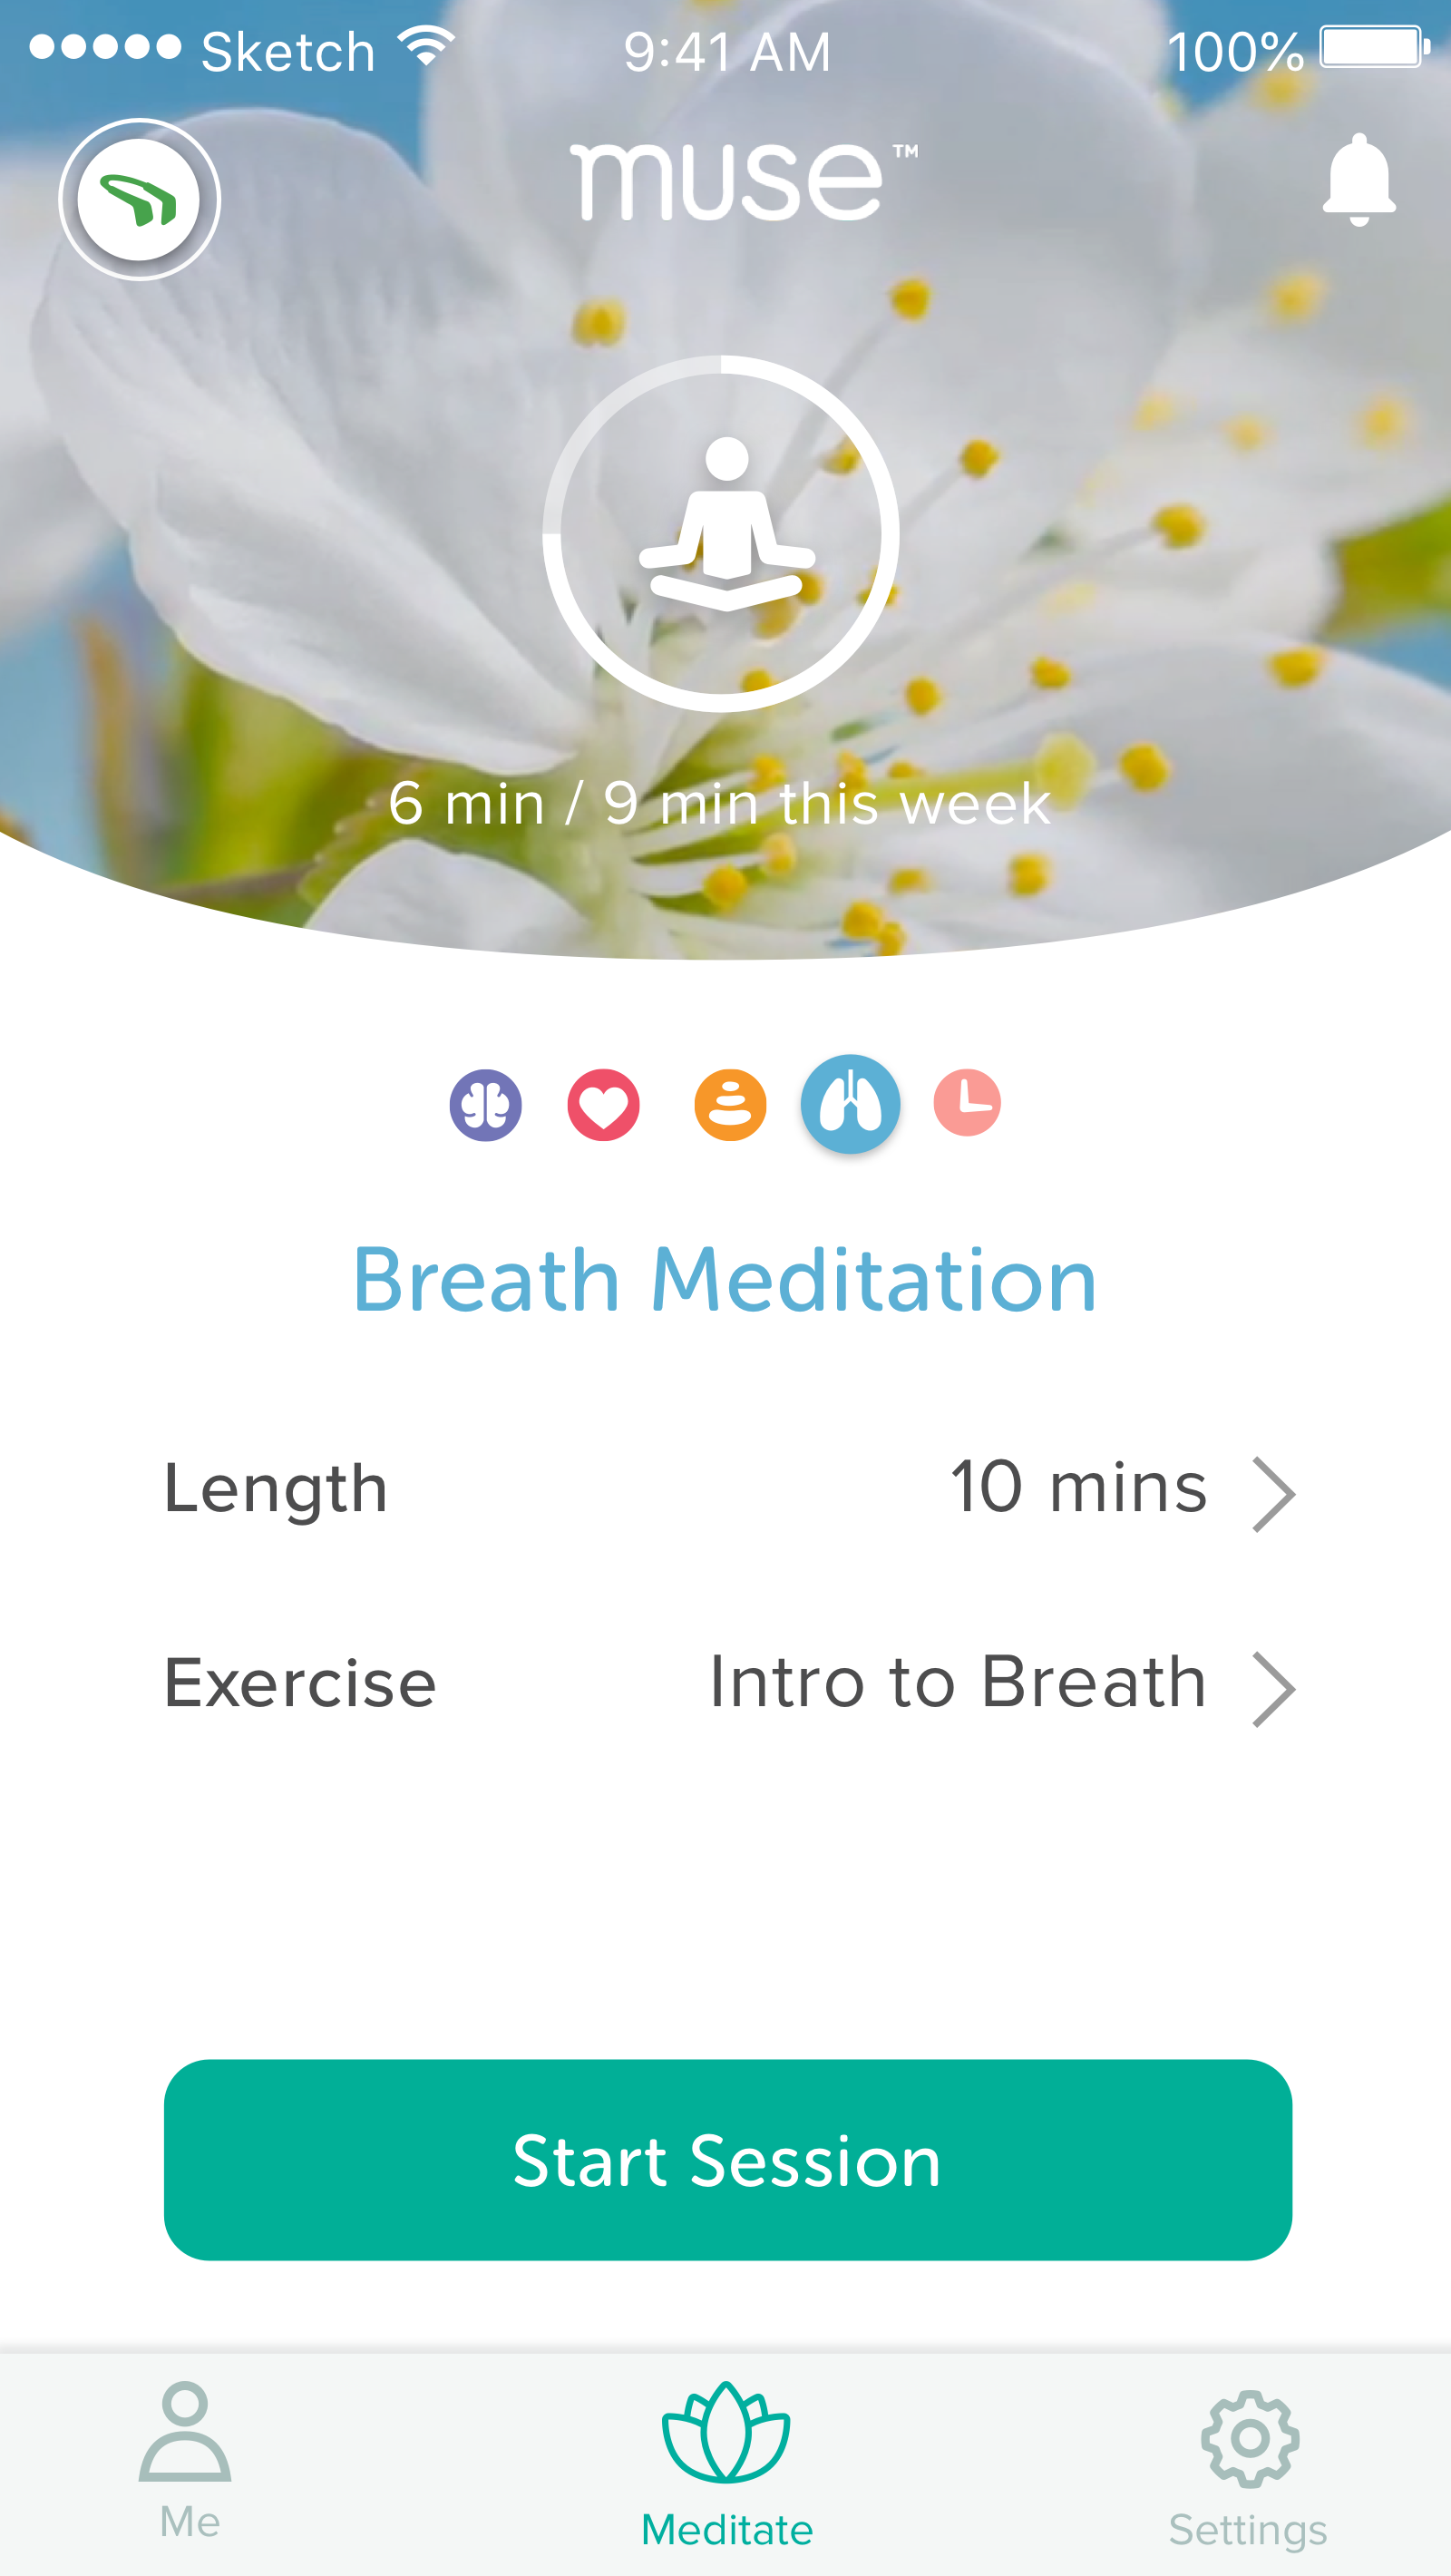 Sketch 9:41 AM 100%
muse™
6 min / 9 min this week
Breath Meditation
Length 10 mins
Exercise Intro to Breath
Start Session
Me Meditate Settings